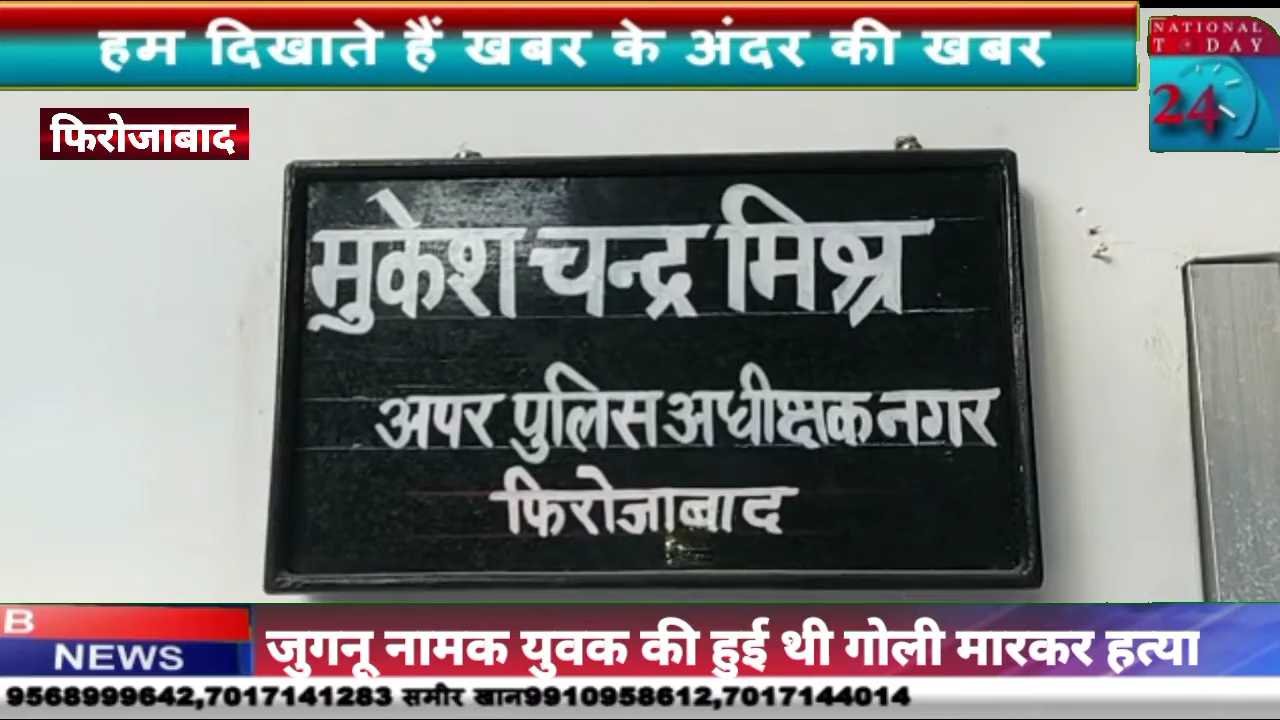 हम दिखाते हैं खबर के अंदर की खबर
NATIONAL
TODAY
24
फिरोजाबाद
मुकेश चन्द्र मिश्र
अपर पुलिस अधीक्षक नगर
फिरोजाबाद
B
NEWS
जुगनू नामक युवक की हुई थी गोली मारकर हत्या
9568999642,7017141283 समीर खान9910958612,7017144014